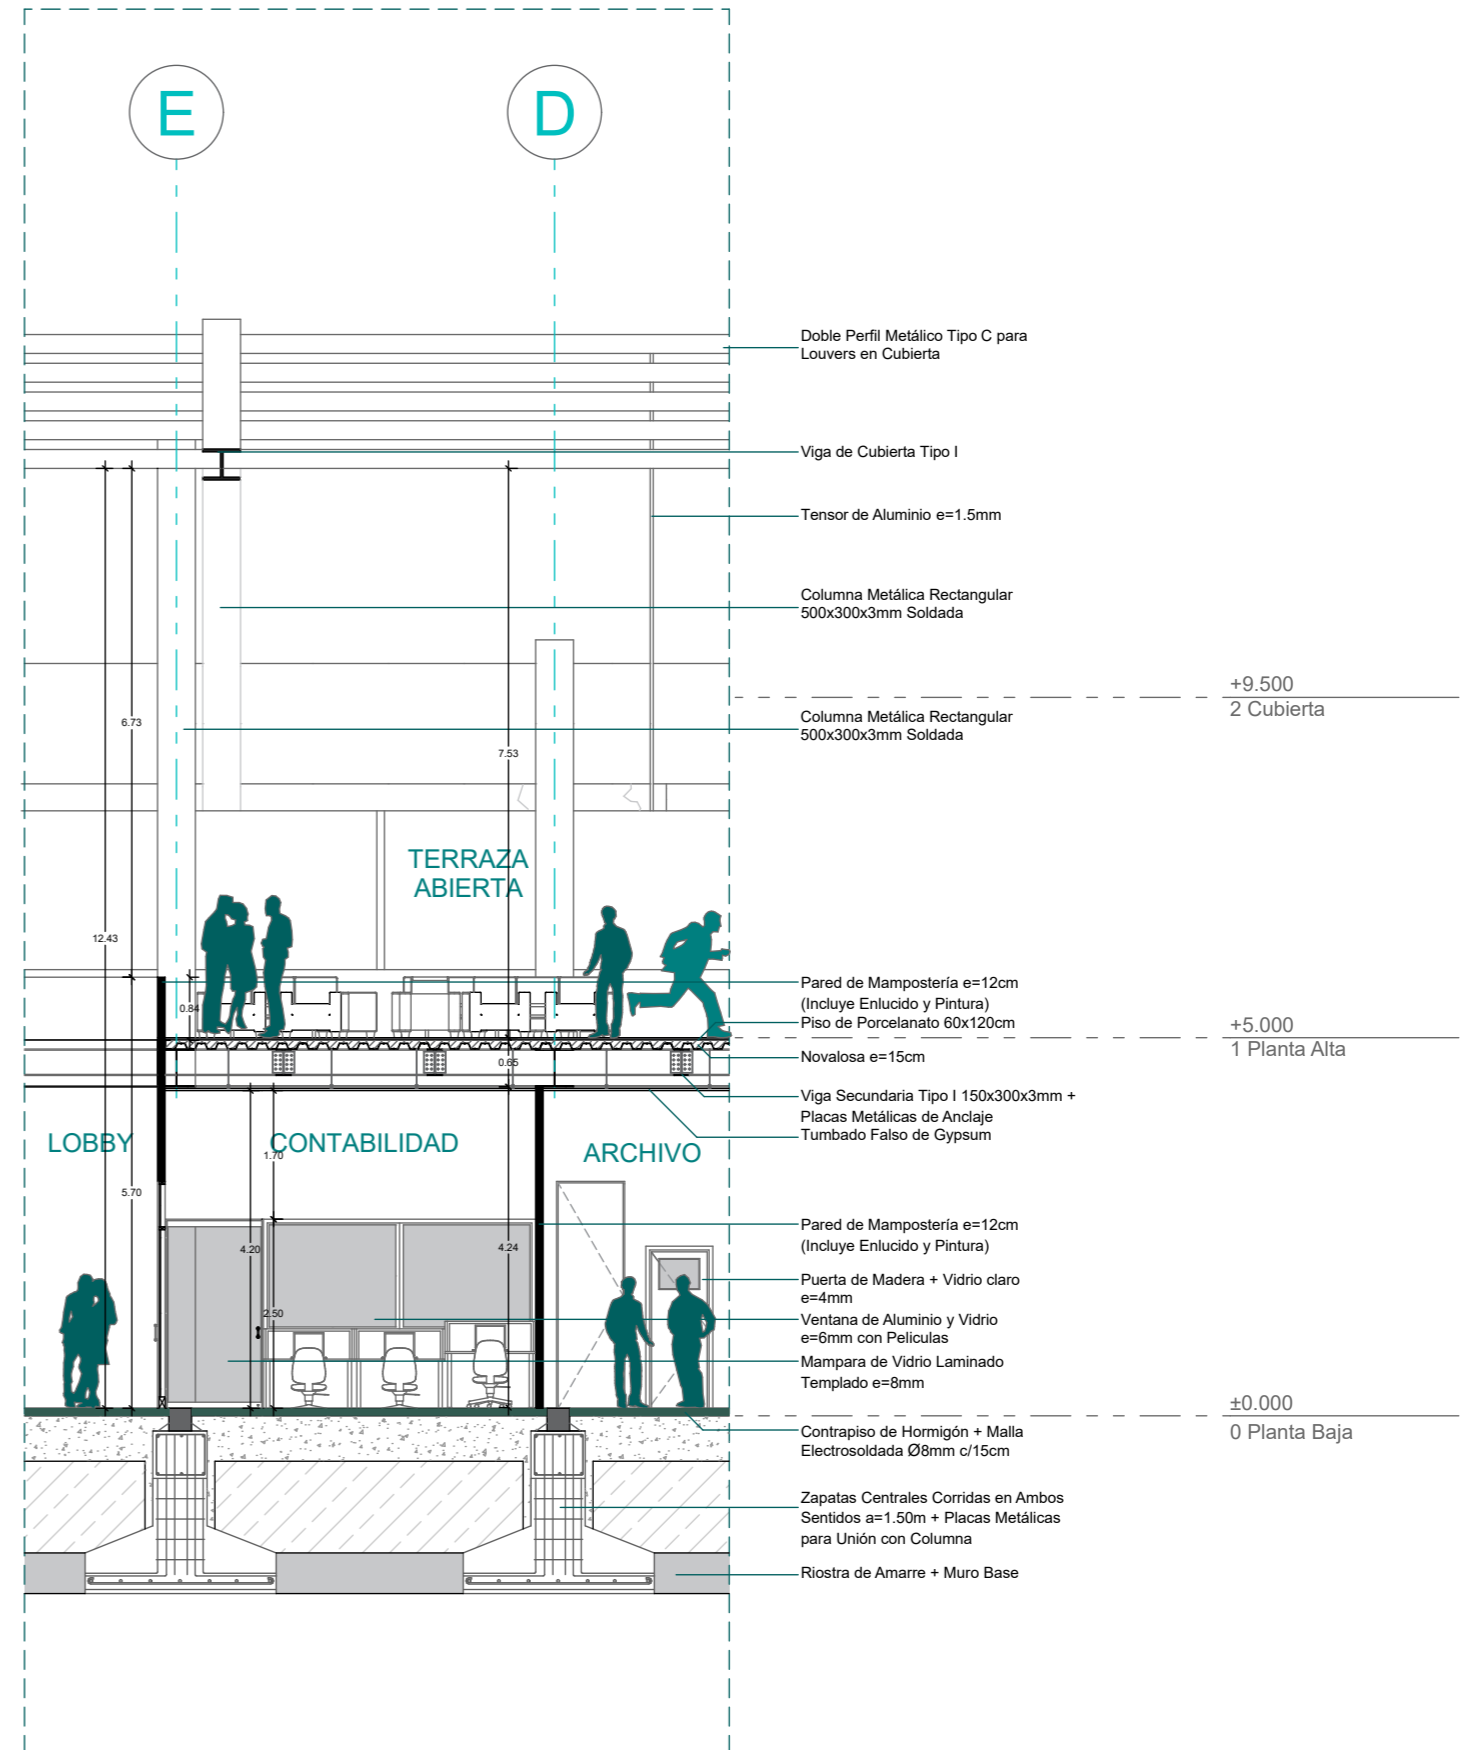 E
D
Doble Perfil Metálico Tipo C para
Louvers en Cubierta
Viga de Cubierta Tipo I
Tensor de Aluminio e=1.5mm
Columna Metálica Rectangular
500x300x3mm Soldada
+9.500
2 Cubierta
Columna Metálica Rectangular
500x300x3mm Soldada
6.73
7.53
TERRAZA
ABIERTA
12.43
Pared de Mampostería e=12cm
(Incluye Enlucido y Pintura)
0.84
Piso de Porcelanato 60x120cm
+5.000
1 Planta Alta
Novalosa e=15cm
0.65
Viga Secundaria Tipo I 150x300x3mm +
Placas Metálicas de Anclaje
Tumbado Falso de Gypsum
LOBBY
CONTABILIDAD
ARCHIVO
1.70
5.70
Pared de Mampostería e=12cm
(Incluye Enlucido y Pintura)
4.20
4.24
Puerta de Madera + Vidrio claro
e=4mm
2.50
Ventana de Aluminio y Vidrio
e=6mm con Peliculas
Mampara de Vidrio Laminado
Templado e=8mm
±0.000
0 Planta Baja
Contrapiso de Hormigón + Malla
Electrosoldada Ø8mm c/15cm
Zapatas Centrales Corridas en Ambos
Sentidos a=1.50m + Placas Metálicas
para Unión con Columna
Riostra de Amarre + Muro Base